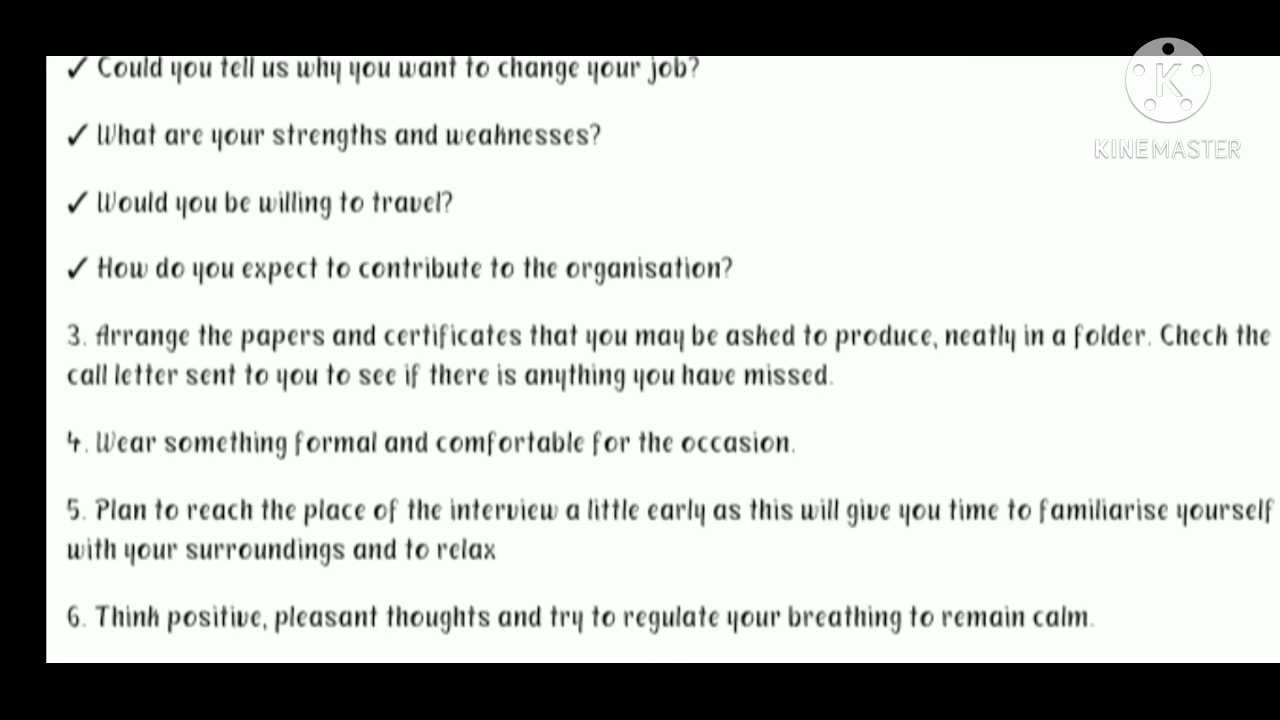 ✓ Could you tell us why you want to change your job?
✓ What are your strengths and weaknesses?
✓ Would you be willing to travel?
✓ How do you expect to contribute to the organisation?
3. Arrange the papers and certificates that you may be asked to produce, neatly in a folder. Check the
call letter sent to you to see if there is anything you have missed.
4. Wear something formal and comfortable for the occasion.
5. Plan to reach the place of the interview a little early as this will give you time to familiarise yourself
with your surroundings and to relax
6. Think positive, pleasant thoughts and try to regulate your breathing to remain calm.
K
KINEMASTER